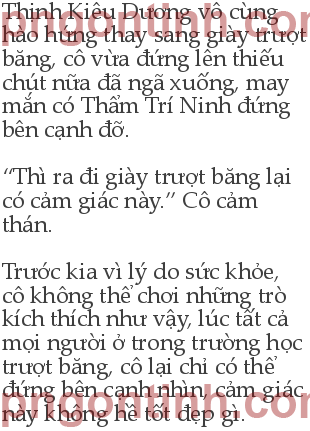 Thịnh Kiều Dương vô cùng
hào hứng thay sang giày trượt
băng, cô vừa đứng lên thiếu
chút nữa đã ngã xuống, may
mắn có Thẩm Trí Ninh đứng
bên cạnh đỡ.
“Thì ra đi giày trượt băng lại
có cảm giác này.” Cô cảm
thán.
Trước kia vì lý do sức khỏe,
cô không thể chơi những trò
kích thích như vậy, lúc tất cả
mọi người ở trong trường học
trượt băng, cô lại chỉ có thể
đứng bên cạnh nhìn, cảm giác
này không hề tốt đẹp gì.
pngontinh.com
pngontinh.com